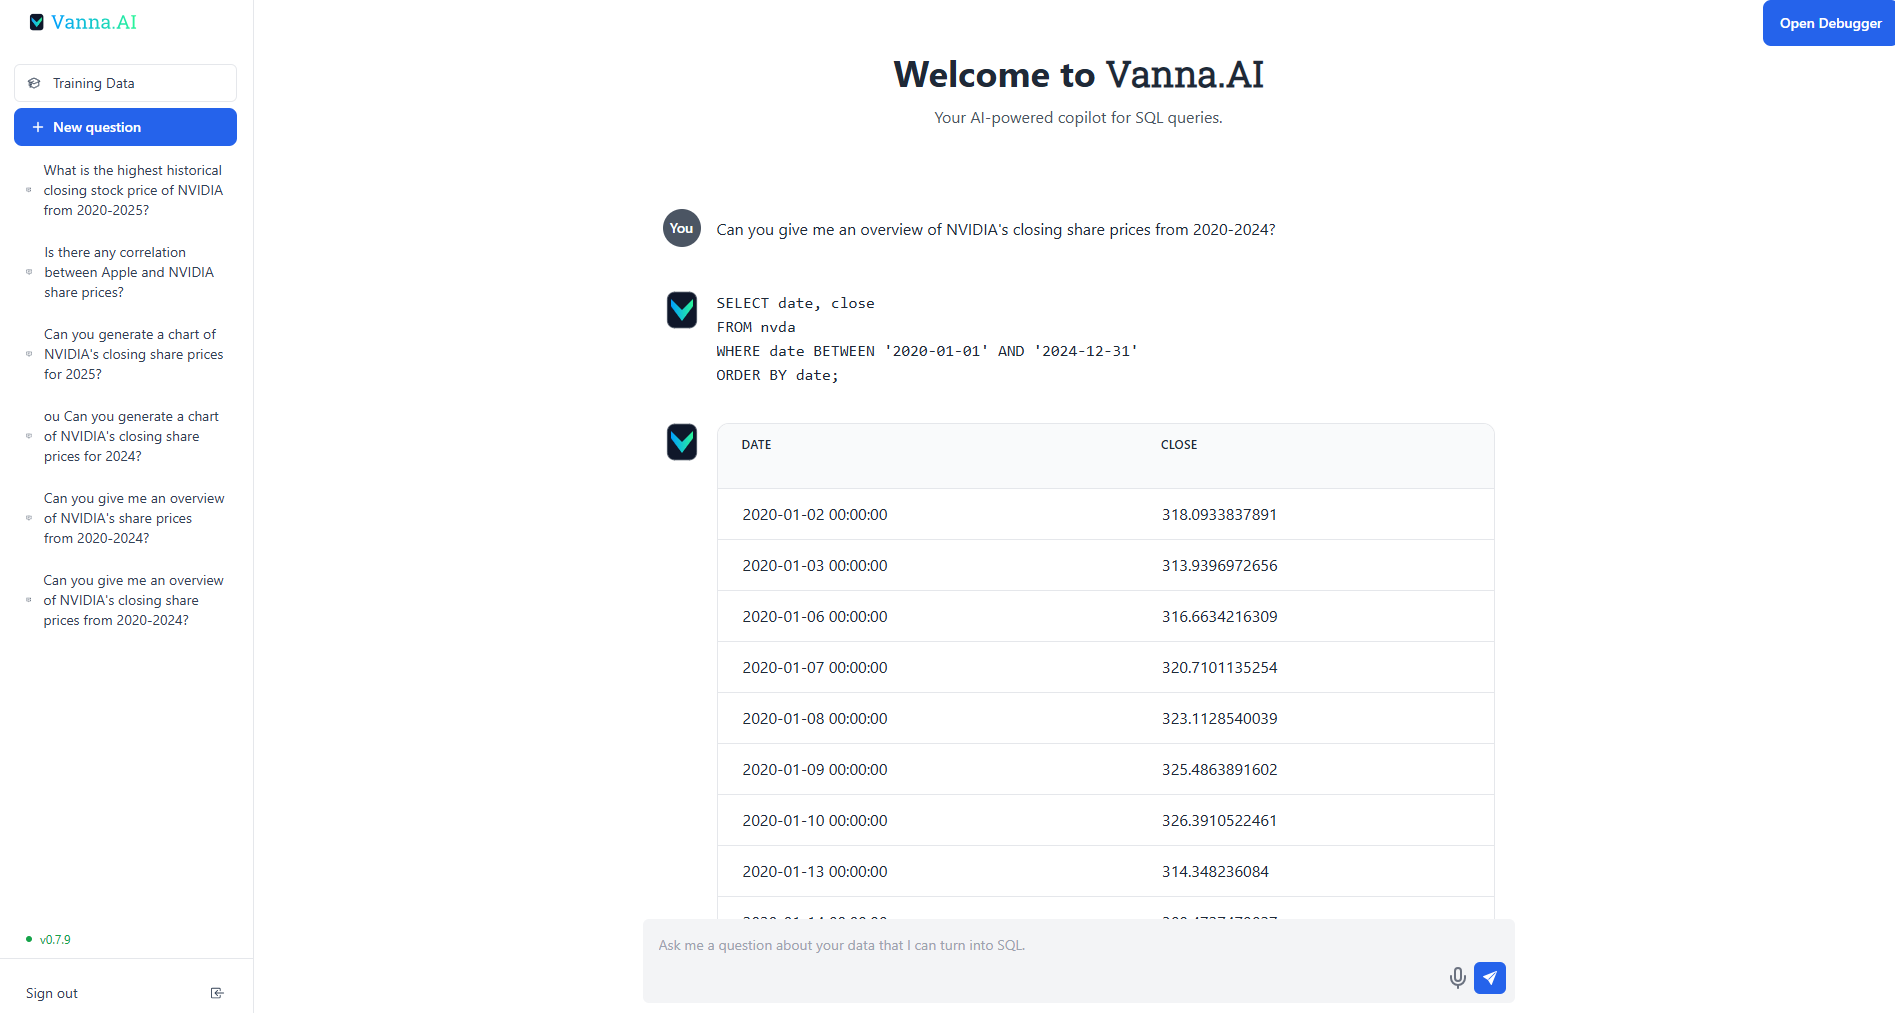 Vanna.AI
Open Debugger
Training Data
New question
What is the highest historical
closing stock price of NVIDIA
from 2020-2025?
Is there any correlation
between Apple and NVIDIA
share prices?
Can you generate a chart of
NVIDIA's closing share prices
for 2025?
ou Can you generate a chart
of NVIDIA's closing share
prices for 2024?
Can you give me an overview
of NVIDIA's share prices
from 2020-2024?
Can you give me an overview
of NVIDIA's closing share
prices from 2020-2024?
v0.7.9
Sign out
Welcome to Vanna.AI
Your AI-powered copilot for SQL queries.
You Can you give me an overview of NVIDIA's closing share prices from 2020-2024?
SELECT date, close
FROM nvda
WHERE date BETWEEN '2020-01-01' AND '2024-12-31'
ORDER BY date;
DATE CLOSE
2020-01-02 00:00:00 318.0933837891
2020-01-03 00:00:00 313.9396972656
2020-01-06 00:00:00 316.6634216309
2020-01-07 00:00:00 320.7101135254
2020-01-08 00:00:00 323.1128540039
2020-01-09 00:00:00 325.4863891602
2020-01-10 00:00:00 326.3910522461
2020-01-13 00:00:00 314.348236084
Ask me a question about your data that I can turn into SQL.